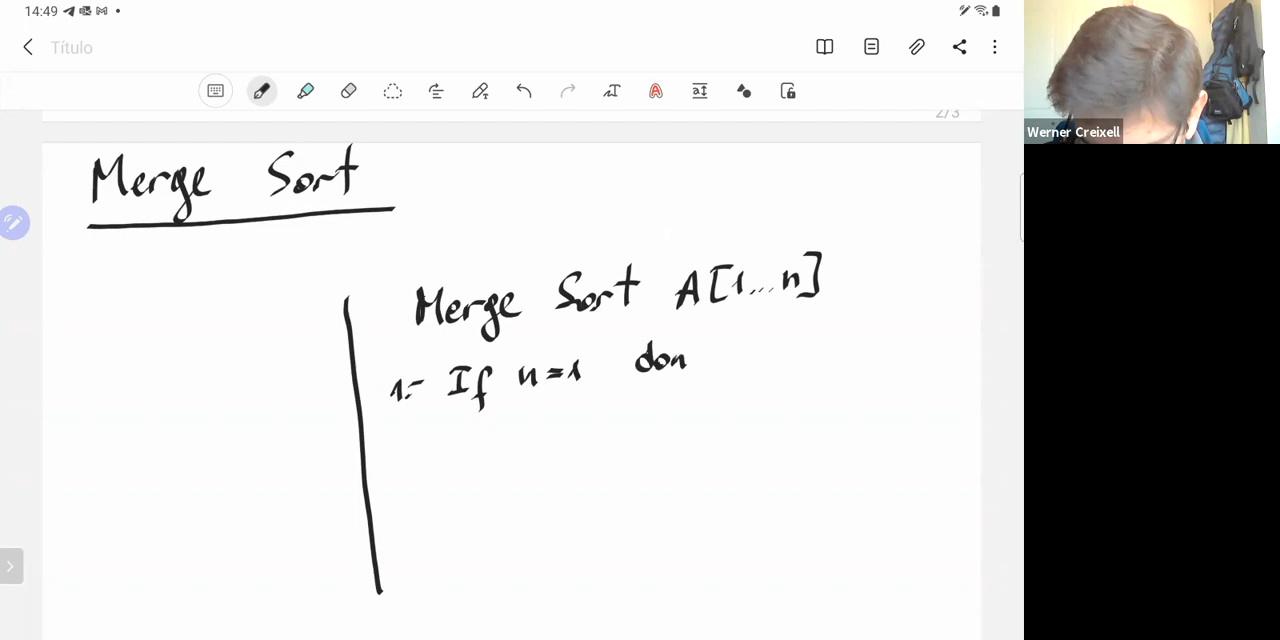 14:49
Título
2/3
Werner Creixell
Merge Sort
Merge Sort A[1...n]
1.- If n=1 don